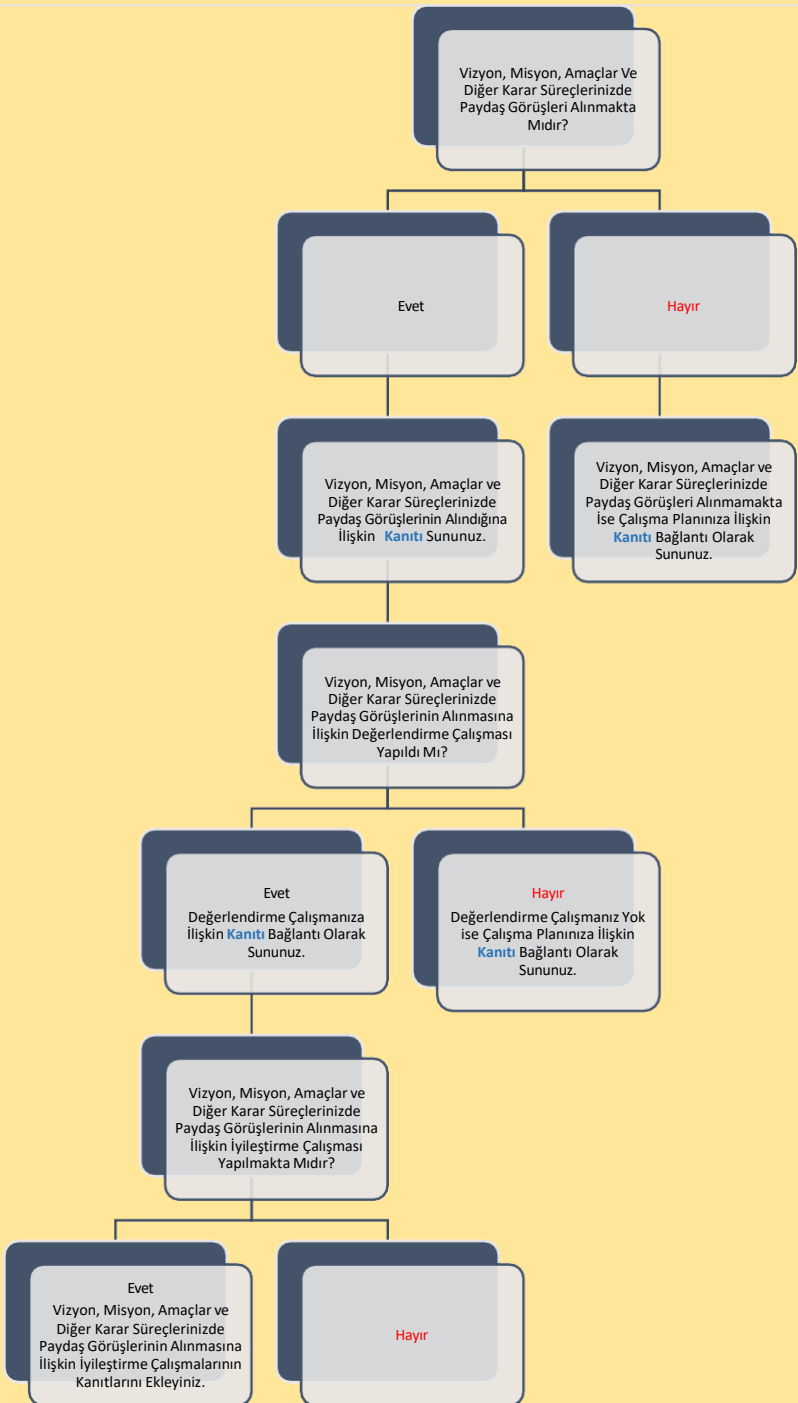 Vizyon, Misyon, Amaçlar Ve
Diğer Karar Süreçlerinizde
Paydaş Görüşleri Alınmakta
Mıdır?
Evet
Hayır
Vizyon, Misyon, Amaçlar ve
Diğer Karar Süreçlerinizde
Paydaş Görüşlerinin Alındığına
İlişkin Kanıtı Sununuz.
Vizyon, Misyon, Amaçlar ve
Diğer Karar Süreçlerinizde
Paydaş Görüşleri Alınmamakta
İse Çalışma Planınıza İlişkin
Kanıtı Bağlantı Olarak
Sununuz.
Vizyon, Misyon, Amaçlar ve
Diğer Karar Süreçlerinizde
Paydaş Görüşlerinin Alınmasına
İlişkin Değerlendirme Çalışması
Yapıldı Mı?
Evet
Değerlendirme Çalışmanıza
İlişkin Kanıtı Bağlantı Olarak
Sununuz.
Hayır
Değerlendirme Çalışmanız Yok
ise Çalışma Planınıza İlişkin
Kanıtı Bağlantı Olarak
Sununuz.
Vizyon, Misyon, Amaçlar ve
Diğer Karar Süreçlerinizde
Paydaş Görüşlerinin Alınmasına
İlişkin İyileştirme Çalışması
Yapılmakta Mıdır?
Evet
Vizyon, Misyon, Amaçlar ve
Diğer Karar Süreçlerinizde
Paydaş Görüşlerinin Alınmasına
İlişkin İyileştirme Çalışmalarının
Kanıtlarını Ekleyiniz.
Hayır